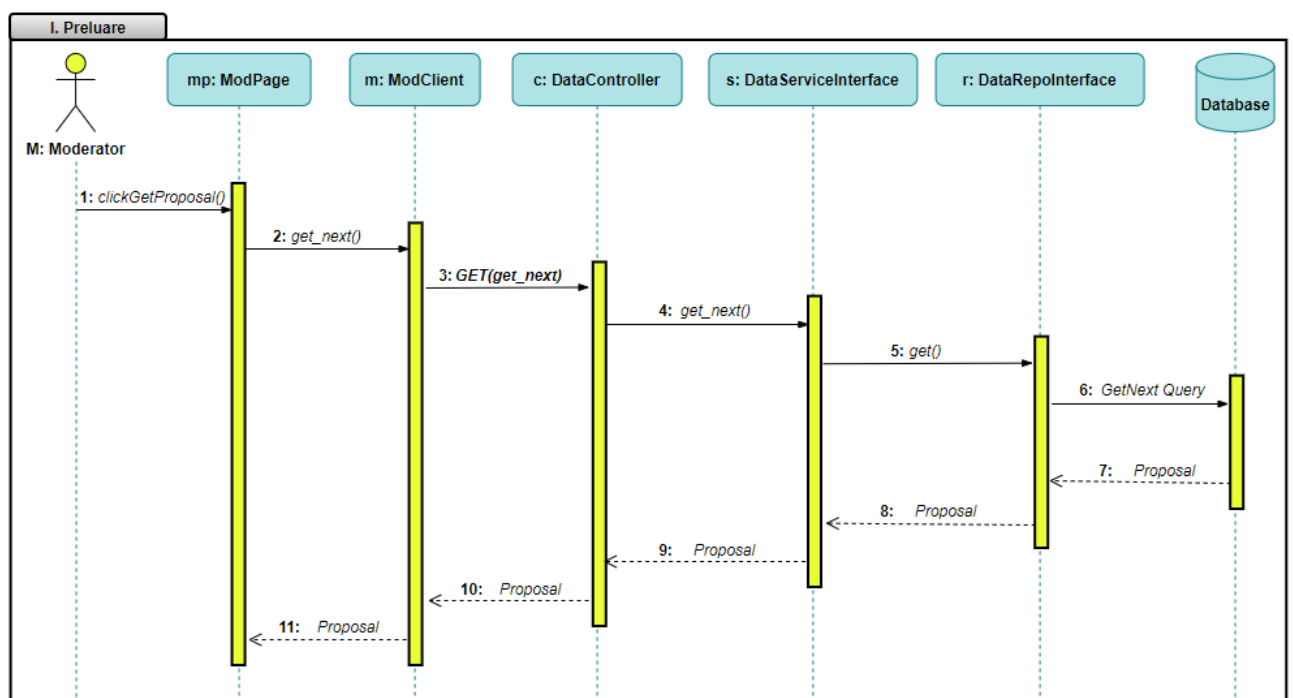 I. Preluare
mp: ModPage
m: ModClient
c: DataController
s: DataServiceInterface
r: DataRepoInterface
Database
M: Moderator
1: clickGetProposal()
2: get_next()
3: GET(get_next)
4: get_next()
5: get()
6: GetNext Query
7: Proposal
8: Proposal
9: Proposal
10: Proposal
11: Proposal